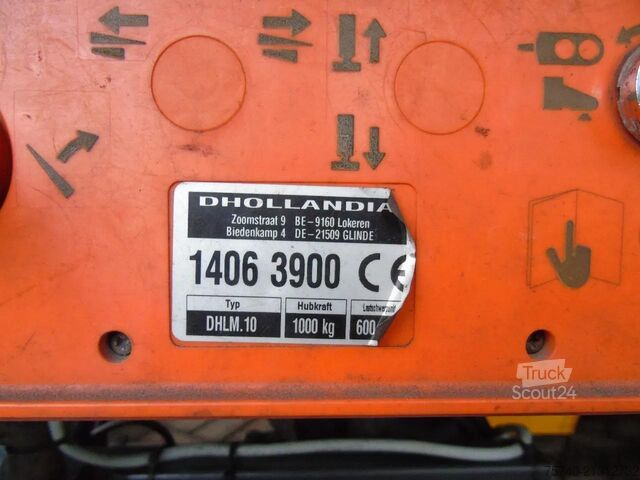 DHOLLANDIA
Zoomstraat 9 BE-9160 Lokeren
Biedenkamp 4 DE-21509 GLINDE
1406 3900 CE
Typ Hubkraft
DHLM.10 1000 kg 600
Truck
Scout24